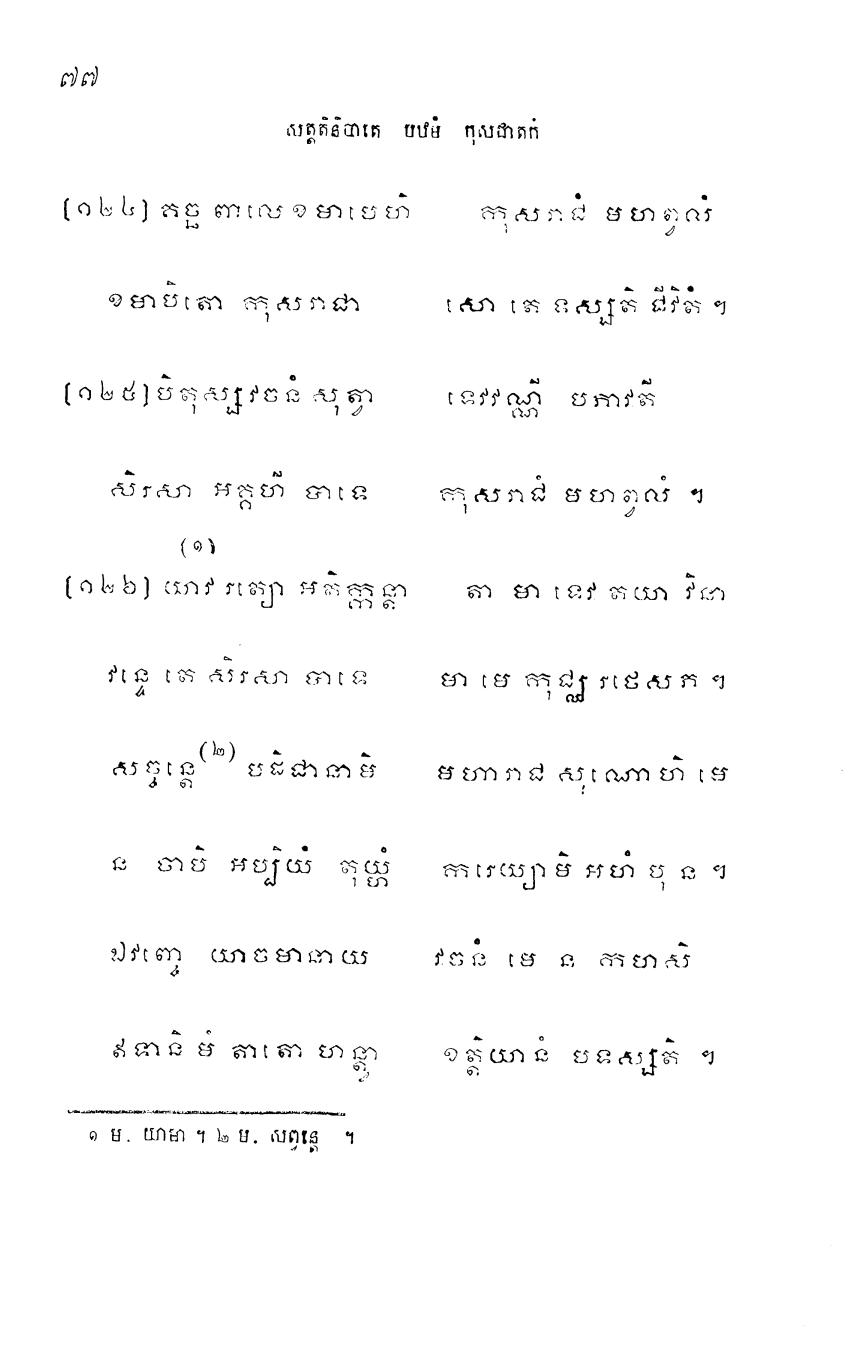 ៧៧
សត្តតិនិបាតេ បឋមំ កុសជាតកំ
[១២៤] គច្ឆ ពាលេ ខមាបេហិ កុសរាជំ មហព្វលំ
ខមាបិតោ កុសរាជា សោ តេ ទស្សតិ ជីវិតំ ។
[១២៥] បិតុស្ស វចនំ សុត្វា ទេវវណ្ណី បភាវតី
សិរសា អគ្គហី បាទេ កុសរាជំ មហព្វលំ ។
(១)
[១២៦] យាវ រត្យោ អតិក្កន្តា តា មា ទេវ តយា វិនា
វន្ទេ តេ សិរសា បាទេ មា មេ កុជ្ឈ រថេសភ ។
សច្ចន្តេ(២) បដិជានាមិ មហារាជ សុណោហិ មេ
ន ចាបិ អប្បិយំ តុយ្ហំ ករេយ្យាមិ អហំ បុន ។
ឯវញ្ចេ យាចមានាយ វចនំ មេ ន កាហសិ
ឥទានិ មំ តាតោ ហន្ត្វា ខត្តិយានំ បទស្សតិ ។
១ ម. យាមា ។ ២ ម. សព្វន្តេ ។